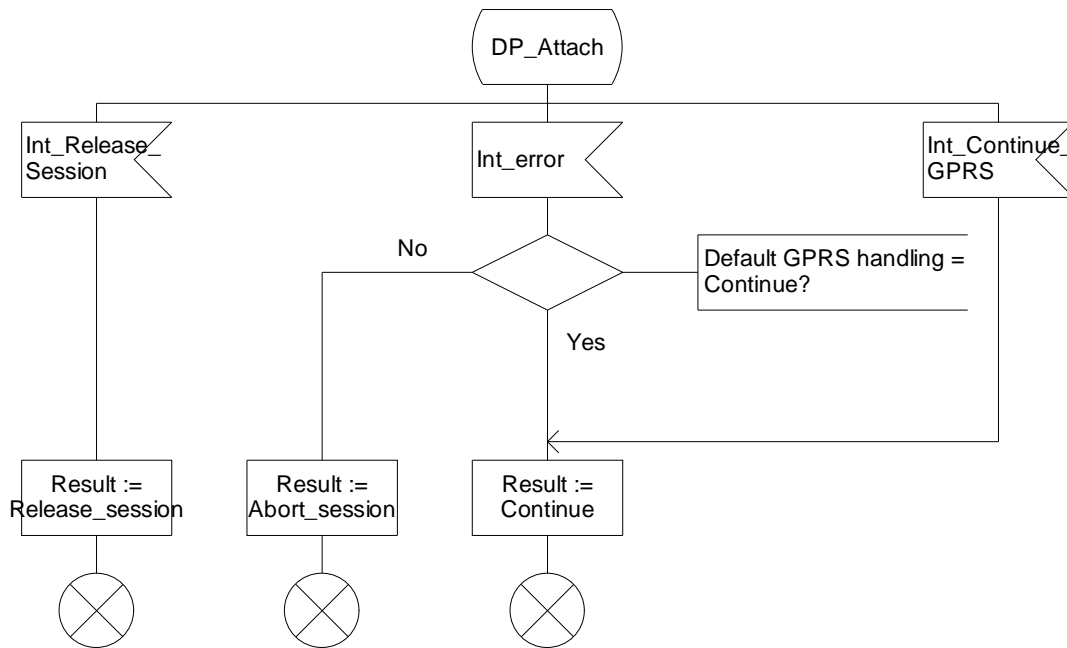 DP_Attach
Int_Release_
Session
Int_error
Int_Continue_
GPRS
No
Default GPRS handling =
Continue?
Yes
Result :=
Release_session
Result :=
Abort_session
Result :=
Continue